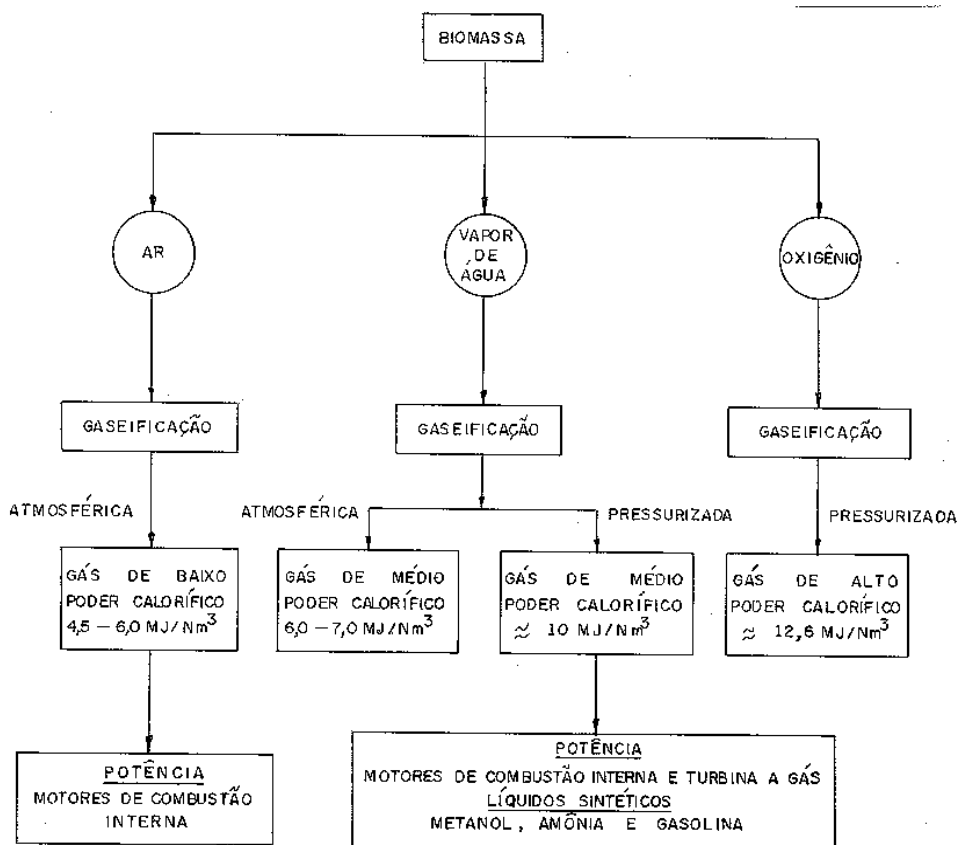 BIOMASSA
AR
VAPOR
DE
ÁGUA
OXIGÊNIO
GASEIFICAÇÃO
GASEIFICAÇÃO
GASEIFICAÇÃO
ATMOSFÉRICA
ATMOSFÉRICA
PRESSURIZADA
PRESSURIZADA
GÁS DE BAIXO
PODER CALORÍFICO
4,5 – 6,0 MJ/Nm³
GÁS DE MÉDIO
PODER CALORÍFICO
6,0 – 7,0 MJ/Nm³
GÁS DE MÉDIO
PODER CALORÍFICO
≈ 10 MJ/Nm³
GÁS DE ALTO
PODER CALORÍFICO
≈ 12,6 MJ/Nm³
POTÊNCIA
MOTORES DE COMBUSTÃO
INTERNA
POTÊNCIA
MOTORES DE COMBUSTÃO INTERNA E TURBINA A GÁS
LÍQUIDOS SINTÉTICOS
METANOL, AMÔNIA E GASOLINA